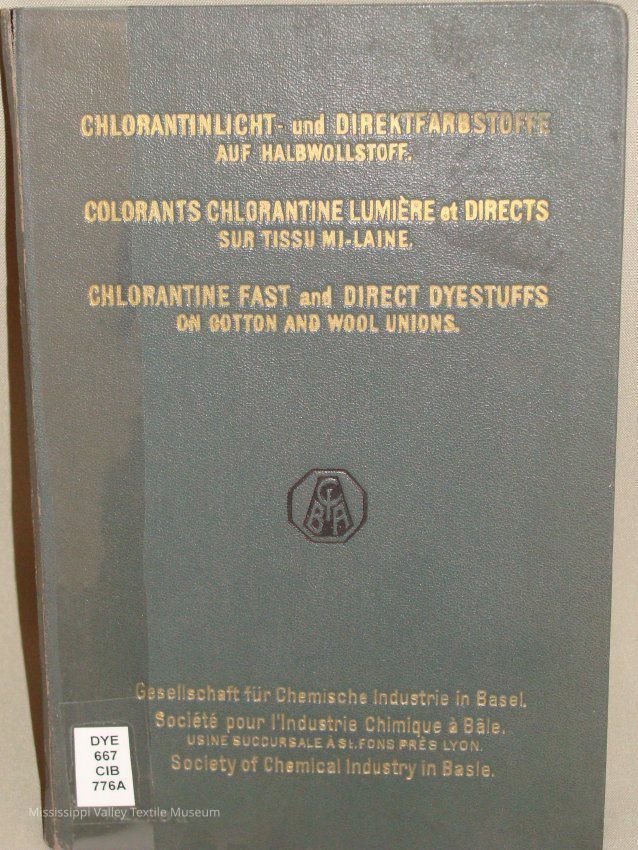 CHLORANTINLICHT- und DIREKTFARBSTOFFE
AUF HALBWOLLSTOFF.
COLORANTS CHLORANTINE LUMIÈRE et DIRECTS
SUR TISSU MI-LAINE.
CHLORANTINE FAST and DIRECT DYESTUFFS
ON COTTON AND WOOL UNIONS.
CIBA
Gesellschaft für Chemische Industrie in Basel.
Société pour l'Industrie Chimique à Bâle.
USINE SUCCURSALE À St. FONS PRÈS LYON.
Society of Chemical Industry in Basle.
DYE
667
CIB
776A
Mississippi Valley Textile Museum